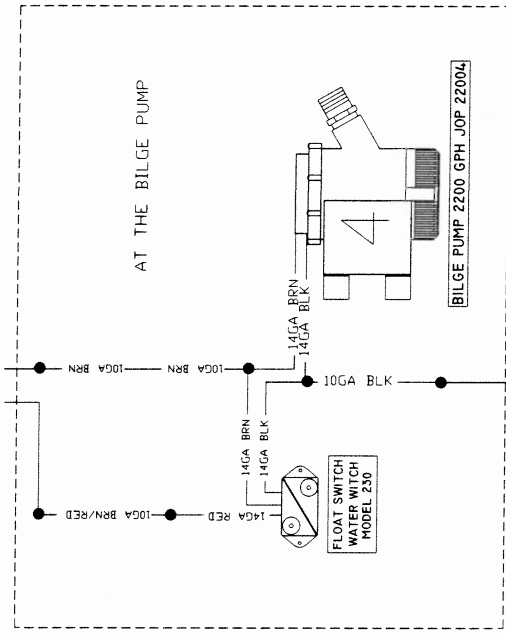 AT THE BILGE PUMP
BILGE PUMP 2200 GPH JOP 22004
4
14GA BRN
14GA BLK
10GA BRN
10GA BRN
10GA BLK
14GA BRN
14GA BLK
10GA BRN/RED
14GA RED
FLOAT SWITCH
WATER WITCH
MODEL 230